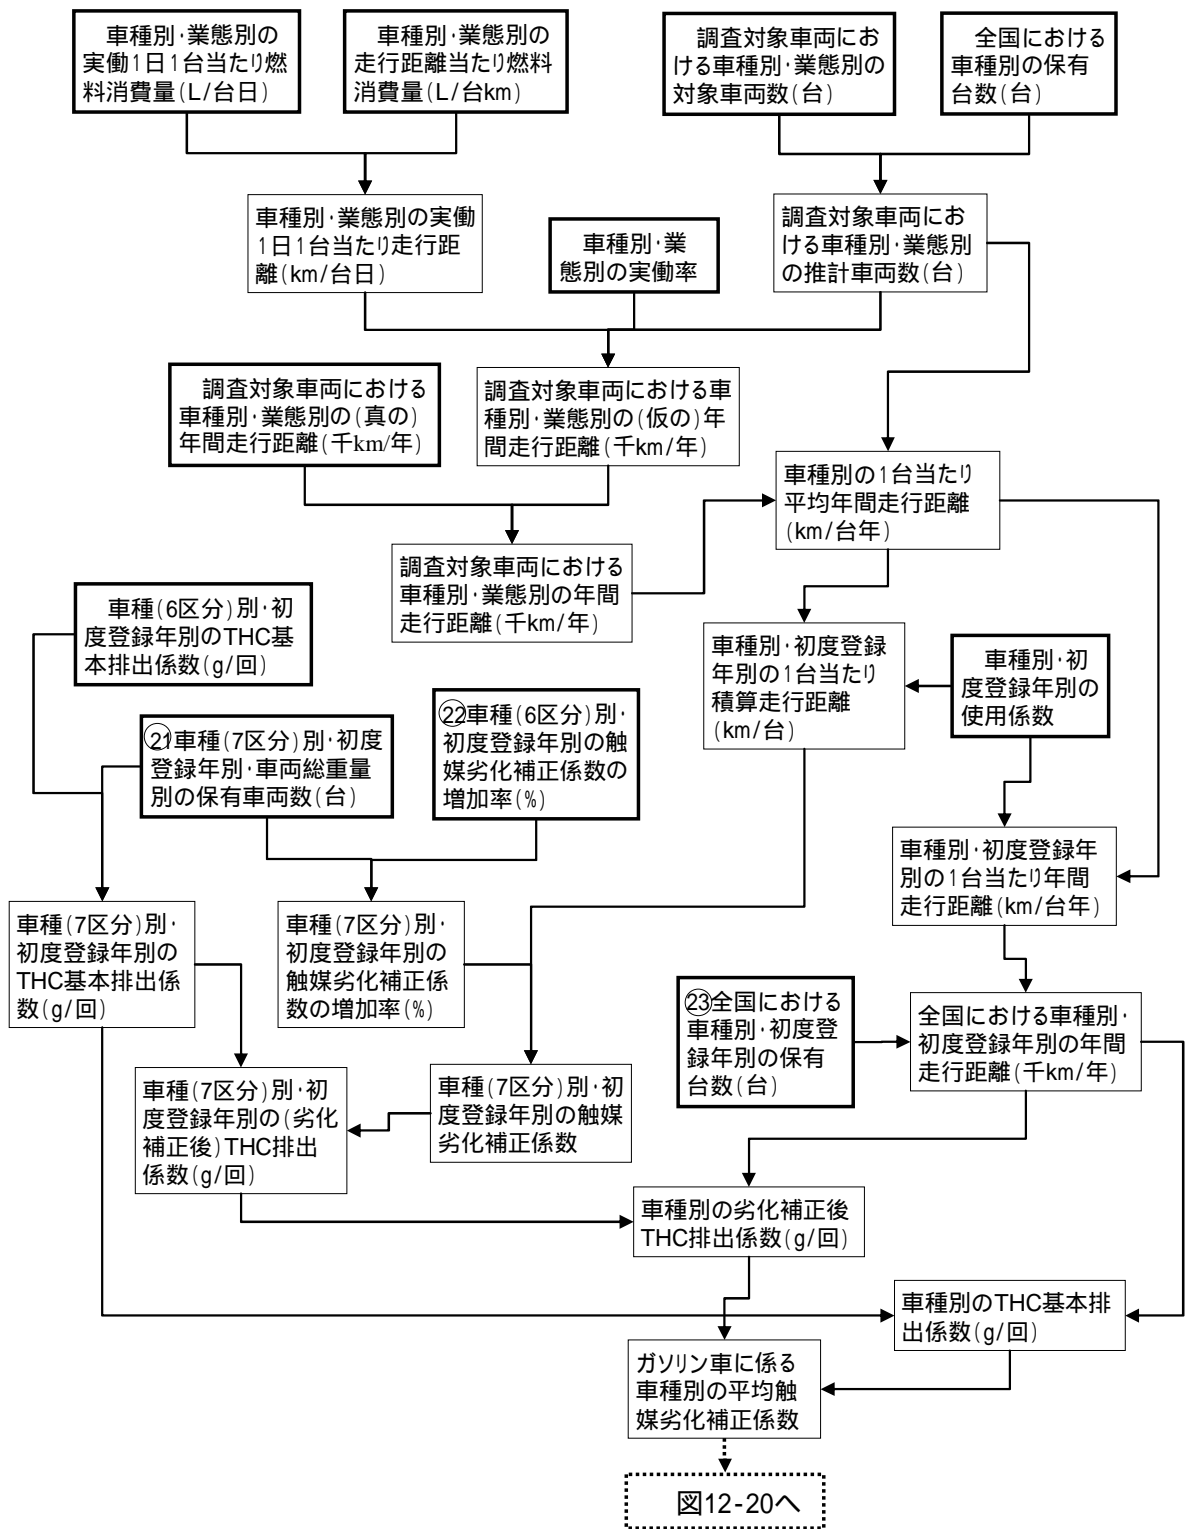 車種別・業態別の
実働1日1台当たり燃
料消費量(L/台日)
車種別・業態別の
走行距離当たり燃料
消費量(L/台km)
調査対象車両にお
ける車種別・業態別の
対象車両数(台)
全国における
車種別の保有
台数(台)
車種別・業態別の実働
1日1台当たり走行距
離(km/台日)
車種別・業
態別の実働率
調査対象車両にお
ける車種別・業態別
の推計車両数(台)
調査対象車両における
車種別・業態別の(真の)
年間走行距離(千km/年)
調査対象車両における車
種別・業態別の(仮の)年
間走行距離(千km/年)
車種別の1台当たり
平均年間走行距離
(km/台年)
調査対象車両における
車種別・業態別の年間
走行距離(千km/年)
車種(6区分)別・初
度登録年別のTHC基
本排出係数(g/回)
車種別・初度登録
年別の1台当たり
積算走行距離
(km/台)
車種別・初
度登録年別の
使用係数
㉑車種(7区分)別・初度
登録年別・車両総重量
別の保有車両数(台)
㉒車種(6区分)別・
初度登録年別の触
媒劣化補正係数の
増加率(%)
車種別・初度登録年
別の1台当たり年間
走行距離(km/台年)
車種(7区分)別・
初度登録年別の
THC基本排出係
数(g/回)
車種(7区分)別・
初度登録年別の
触媒劣化補正係
数の増加率(%)
㉓全国における
車種別・初度登
録年別の保有
台数(台)
全国における車種別・
初度登録年別の年間
走行距離(千km/年)
車種(7区分)別・初
度登録年別の(劣化
補正後)THC排出
係数(g/回)
車種(7区分)別・初
度登録年別の触媒
劣化補正係数
車種別の劣化補正後
THC排出係数(g/回)
車種別のTHC基本排
出係数(g/回)
ガソリン車に係る
車種別の平均触
媒劣化補正係数
図12-20へ